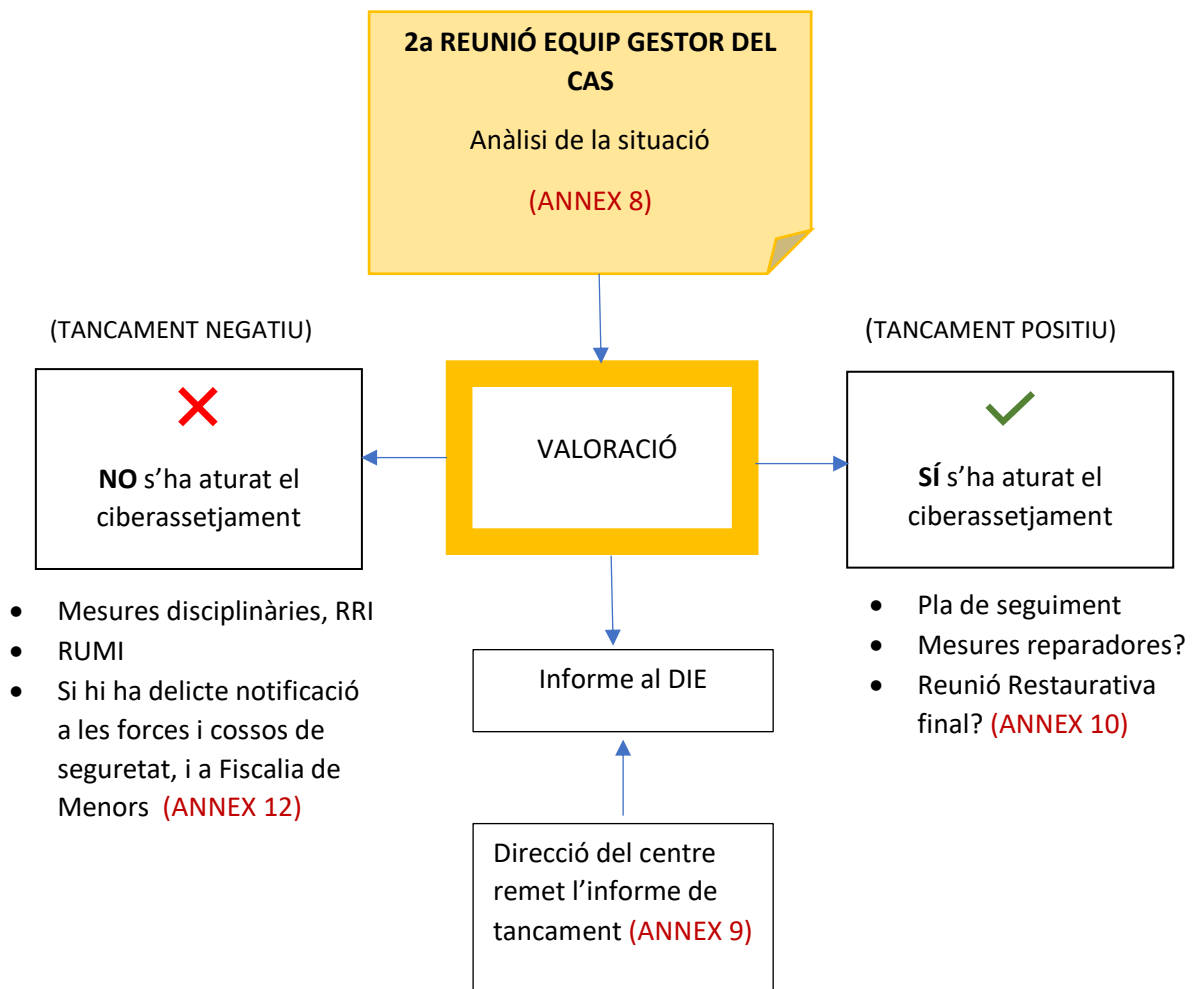 2a REUNIÓ EQUIP GESTOR DEL
CAS
Anàlisi de la situació
(ANNEX 8)
(TANCAMENT NEGATIU)
NO s’ha aturat el
ciberassetjament
• Mesures disciplinàries, RRI
• RUMI
• Si hi ha delicte notificació
a les forces i cossos de
seguretat, i a Fiscalia de
Menors (ANNEX 12)
VALORACIÓ
(TANCAMENT POSITIU)
SÍ s’ha aturat el
ciberassetjament
• Pla de seguiment
• Mesures reparadores?
• Reunió Restaurativa
final? (ANNEX 10)
Informe al DIE
Direcció del centre
remet l’informe de
tancament (ANNEX 9)